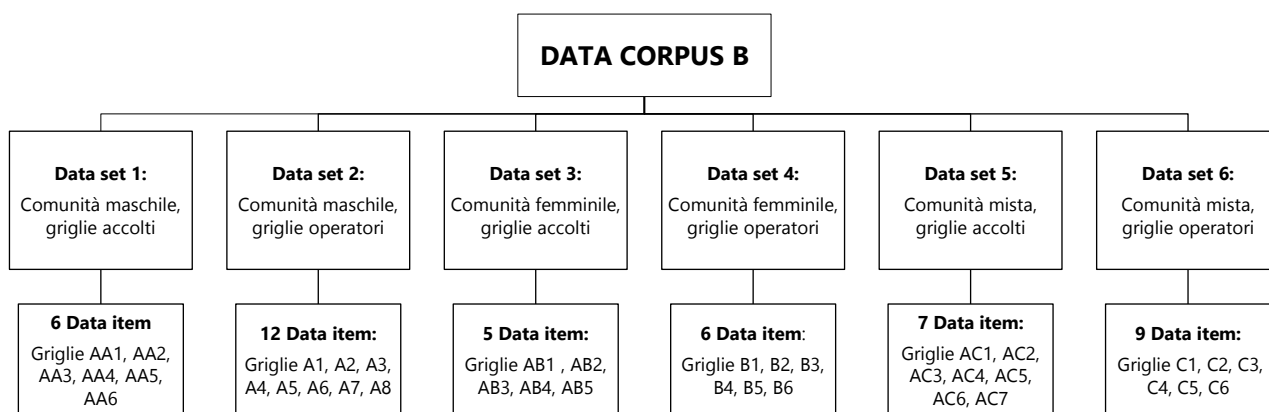 DATA CORPUS B
Data set 1:
Comunità maschile,
griglie accolti
Data set 2:
Comunità maschile,
griglie operatori
Data set 3:
Comunità femminile,
griglie accolti
Data set 4:
Comunità femminile,
griglie operatori
Data set 5:
Comunità mista,
griglie accolti
Data set 6:
Comunità mista,
griglie operatori
6 Data item
Griglie AA1, AA2,
AA3, AA4, AA5,
AA6
12 Data item:
Griglie A1, A2, A3,
A4, A5, A6, A7, A8
5 Data item:
Griglie AB1 , AB2,
AB3, AB4, AB5
6 Data item:
Griglie B1, B2, B3,
B4, B5, B6
7 Data item:
Griglie AC1, AC2,
AC3, AC4, AC5,
AC6, AC7
9 Data item:
Griglie C1, C2, C3,
C4, C5, C6